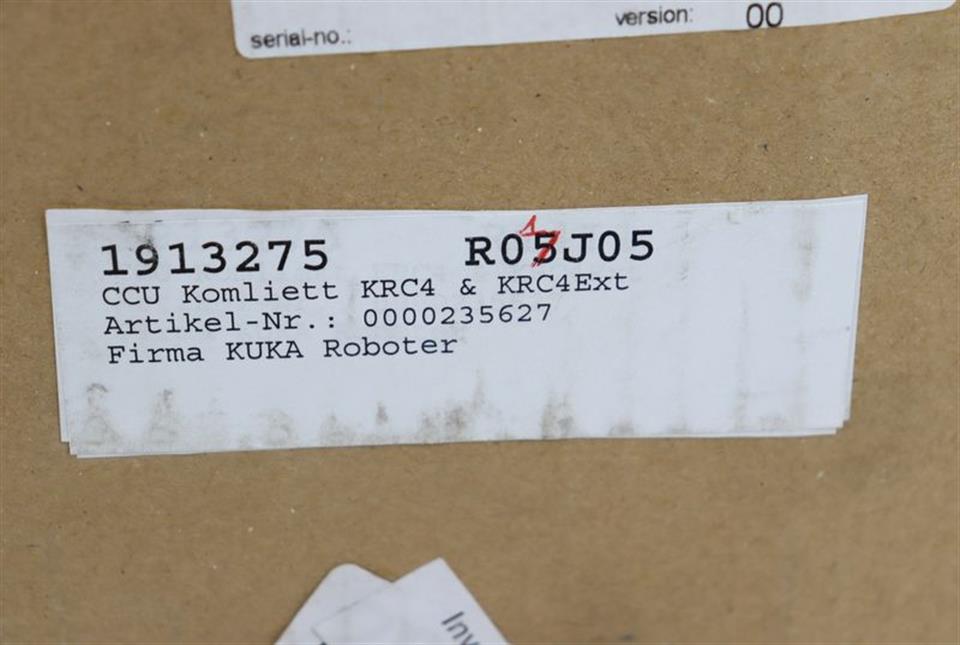 version: 00
serial-no.:
1913275 R05J05
CCU Komliett KRC4 & KRC4Ext
Artikel-Nr.: 0000235627
Firma KUKA Roboter